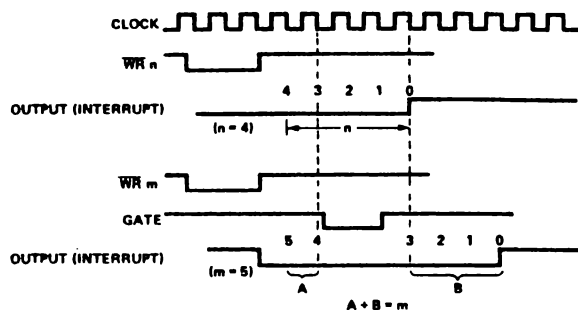 CLOCK
WR n
4 3 2 1 0
OUTPUT (INTERRUPT)
(n = 4)
n
WR m
GATE
5 4 3 2 1 0
OUTPUT (INTERRUPT)
(m = 5)
A B
A + B = m